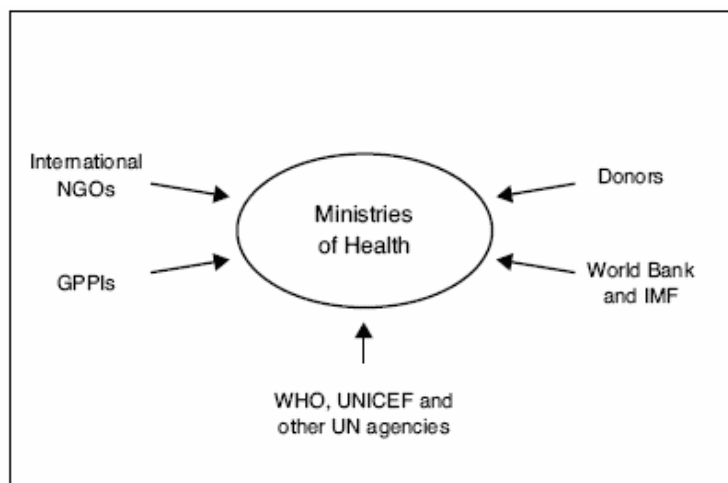 International
NGOs
Donors
Ministries
of Health
GPPIs
World Bank
and IMF
WHO, UNICEF and
other UN agencies